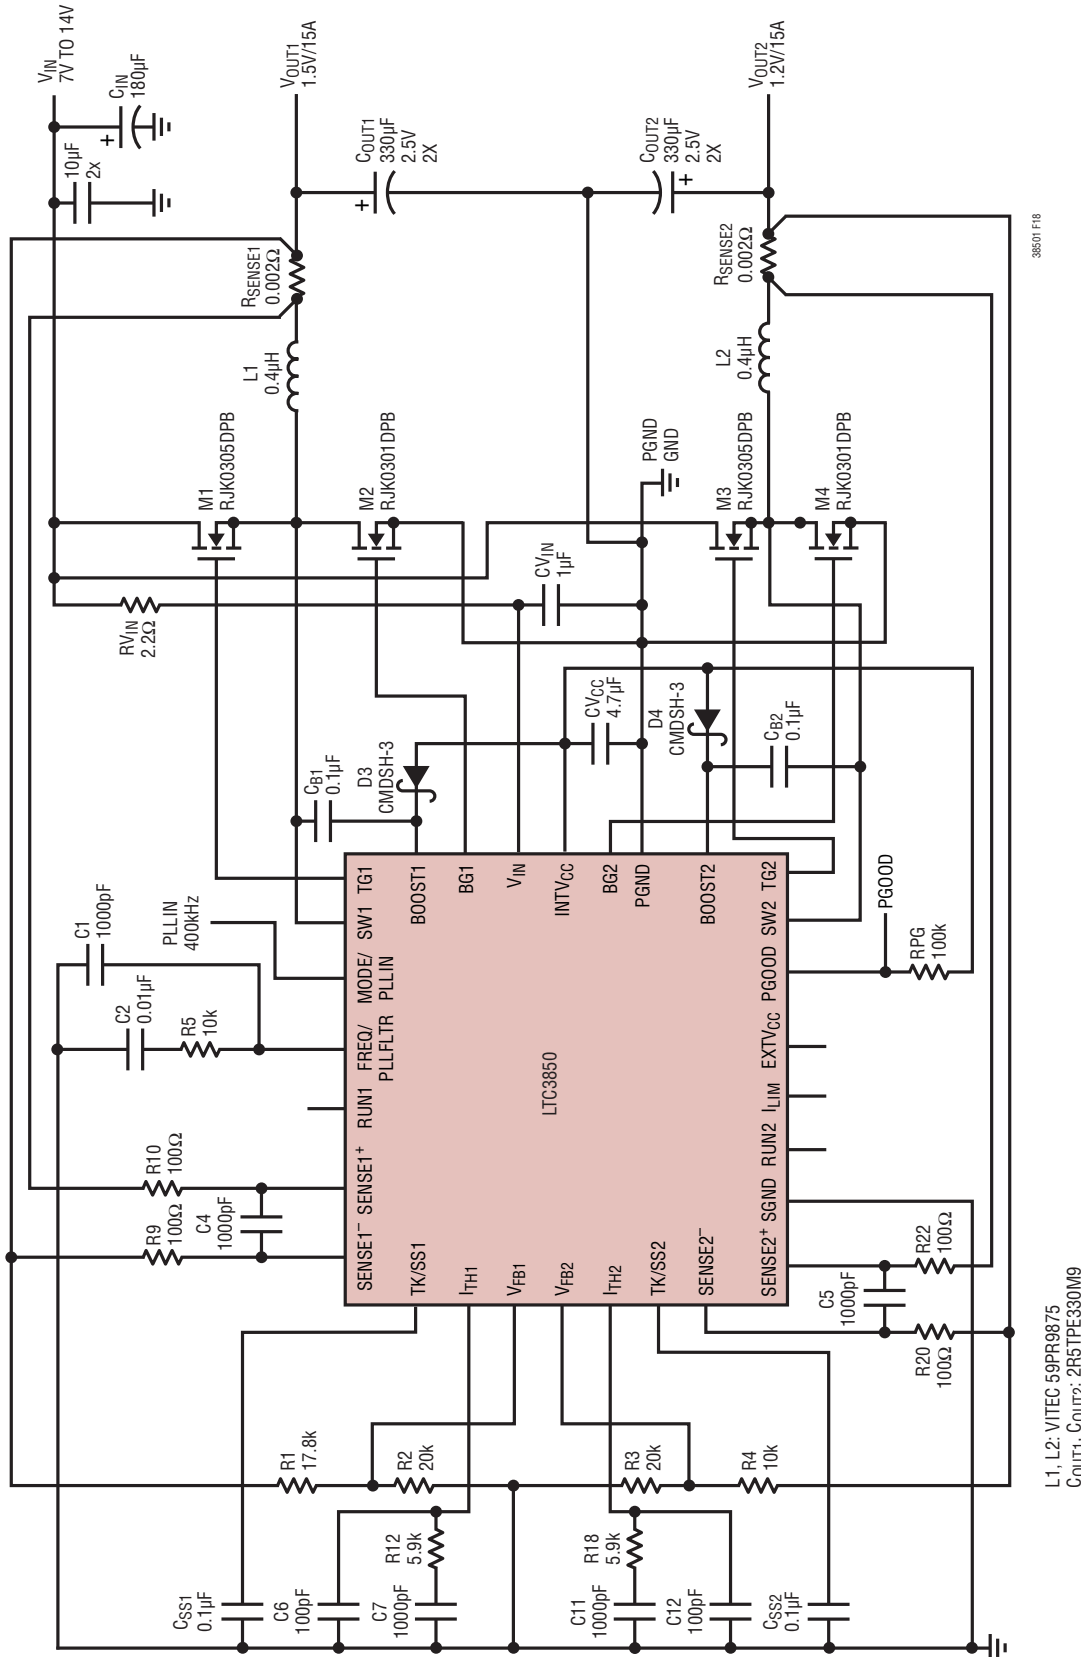 VIN
7V TO 14V
CIN
180µF
+
10µF
2x
VOUT1
1.5V/15A
COUT1
330µF
2.5V
2X
+
COUT2
330µF
2.5V
2X
+
VOUT2
1.2V/15A
RSENSE1
0.002Ω
RSENSE2
0.002Ω
38501 F18
L1
0.4µH
L2
0.4µH
M1
RJK0305DPB
M2
RJK0301DPB
PGND
GND
M3
RJK0305DPB
M4
RJK0301DPB
RVIN
2.2Ω
CVIN
1µF
CVCC
4.7µF
D4
CMDSH-3
CB2
0.1µF
CB1
0.1µF
D3
CMDSH-3
C1
1000pF
PLLIN
400kHz
C2
0.01µF
R5
10k
R10
100Ω
R9
100Ω
C4
1000pF
TG1
SW1
MODE/
PLLIN
FREQ/
PLLFLTR
RUN1
SENSE1+
SENSE1–
BOOST1
BG1
VIN
INTVCC
BG2
PGND
BOOST2
LTC3850
TK/SS1
ITH1
VFB1
VFB2
ITH2
TK/SS2
SENSE2–
TG2
SW2
PGOOD
EXTVCC
ILIM
RUN2
SGND
SENSE2+
PGOOD
RPG
100k
C5
1000pF
R22
100Ω
R20
100Ω
R1
17.8k
R2
20k
R3
20k
R4
10k
R12
5.9k
R18
5.9k
CSS1
0.1µF
C6
100pF
C7
1000pF
C11
1000pF
C12
100pF
CSS2
0.1µF
L1, L2: VITEC 59PR9875
COUT1, COUT2: 2R5TPE330M9